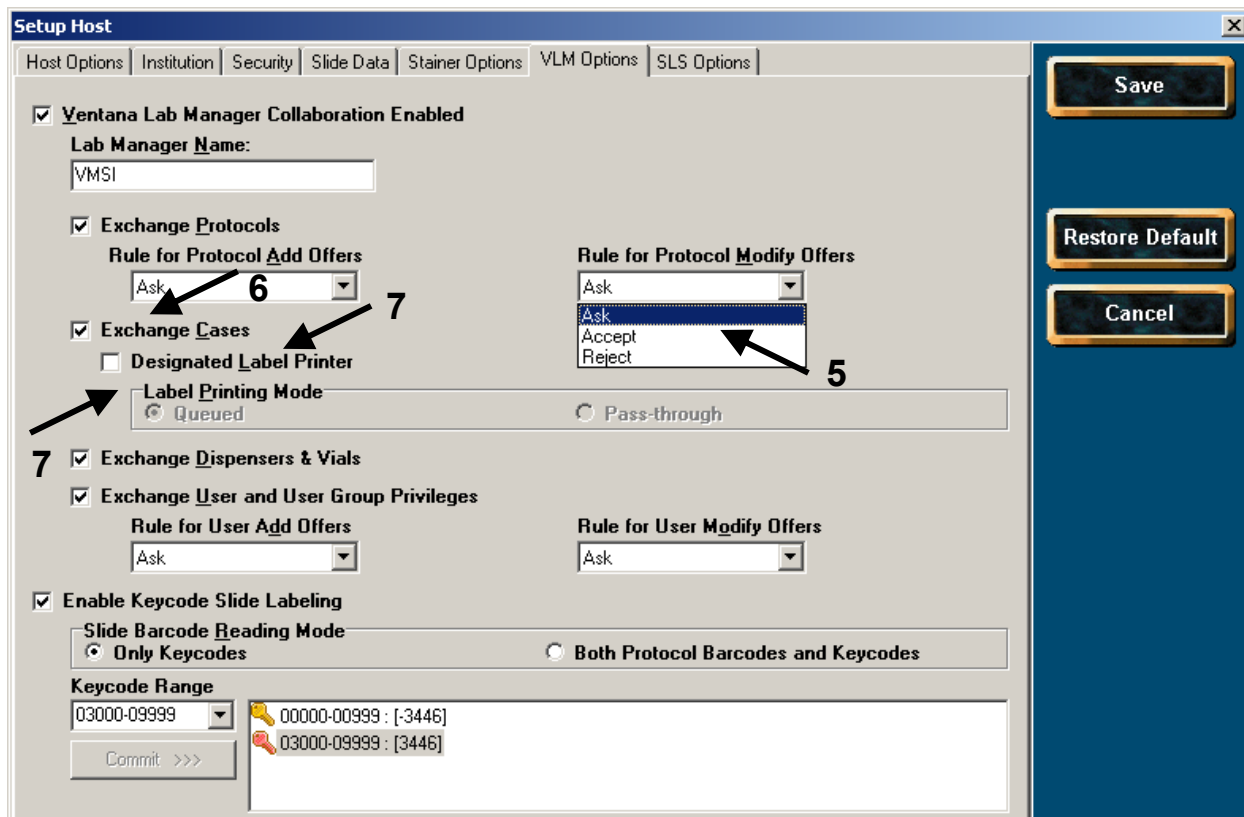 Setup Host
Host Options Institution Security Slide Data Stainer Options VLM Options SLS Options
Save
Ventana Lab Manager Collaboration Enabled
Lab Manager Name:
VMSI
Exchange Protocols
Rule for Protocol Add Offers Rule for Protocol Modify Offers
Restore Default
Ask 6 Ask
7
Exchange Cases Ask
Accept
Cancel
Designated Label Printer Reject
5
Label Printing Mode
Queued Pass-through
7
Exchange Dispensers & Vials
Exchange User and User Group Privileges
Rule for User Add Offers Rule for User Modify Offers
Ask Ask
Enable Keycode Slide Labeling
Slide Barcode Reading Mode
Only Keycodes Both Protocol Barcodes and Keycodes
Keycode Range
03000-09999 00000-00999 : [-3446]
03000-09999 : [3446]
Commit >>>